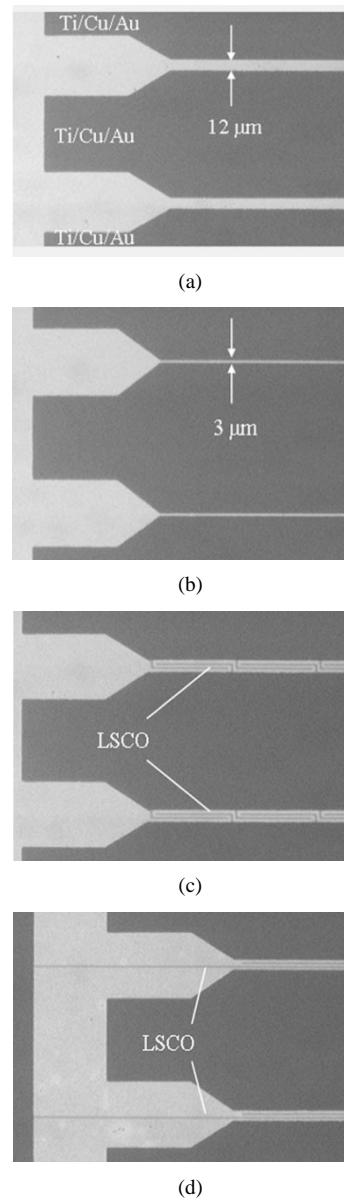 Ti/Cu/Au
12 μm
Ti/Cu/Au
Ti/Cu/Au
(a)
3 μm
(b)
LSCO
(c)
LSCO
(d)